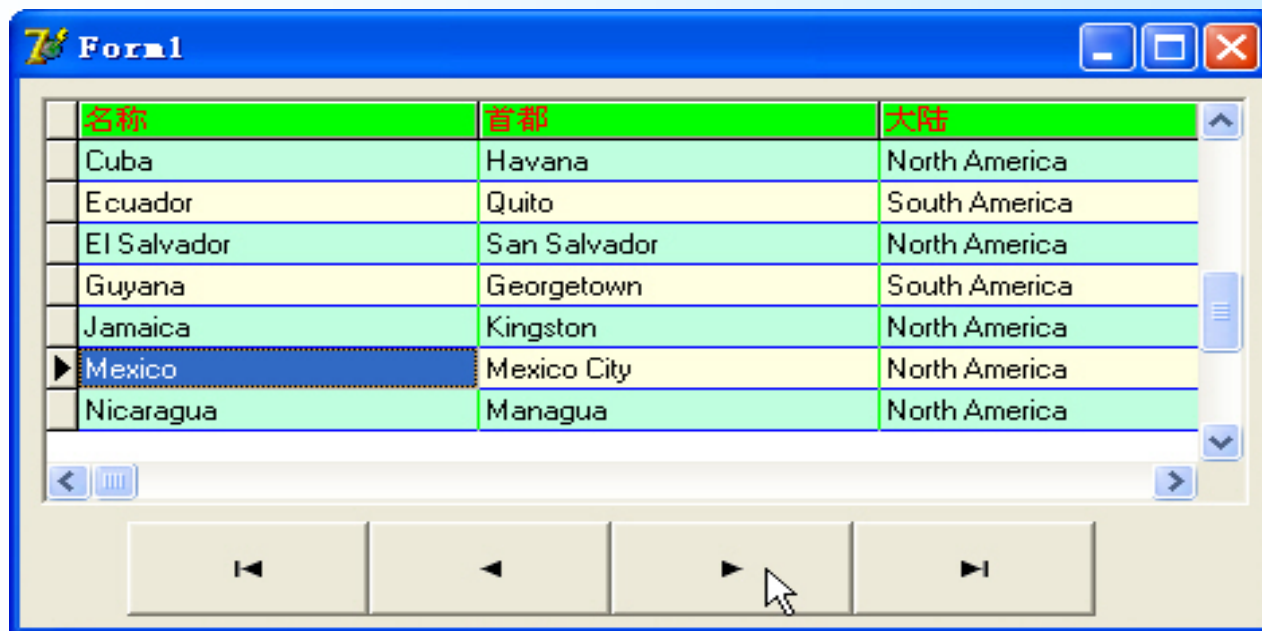 Form1
名称 首都 大陆
Cuba Havana North America
Ecuador Quito South America
El Salvador San Salvador North America
Guyana Georgetown South America
Jamaica Kingston North America
Mexico Mexico City North America
Nicaragua Managua North America